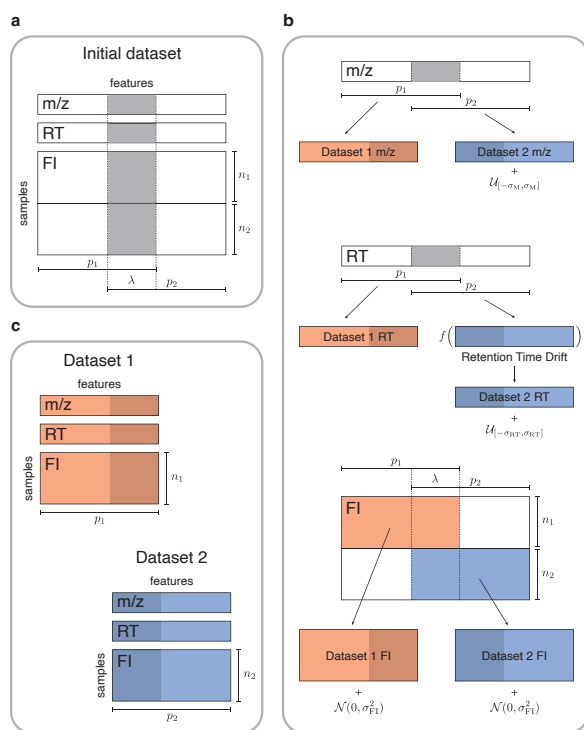 a
Initial dataset
features
m/z
RT
FI
samples
n₁
n₂
p₁
λ
p₂
b
m/z
p₁
p₂
Dataset 1 m/z
Dataset 2 m/z
+
𝒰[−σM,σM]
RT
p₁
p₂
Dataset 1 RT
f( )
Retention Time Drift
Dataset 2 RT
+
𝒰[−σRT,σRT]
p₁
λ
p₂
FI
n₁
n₂
Dataset 1 FI
Dataset 2 FI
+
+
𝒩(0, σ²FI)
𝒩(0, σ²FI)
c
Dataset 1
features
m/z
RT
FI
samples
n₁
p₁
Dataset 2
features
m/z
RT
FI
samples
n₂
p₂